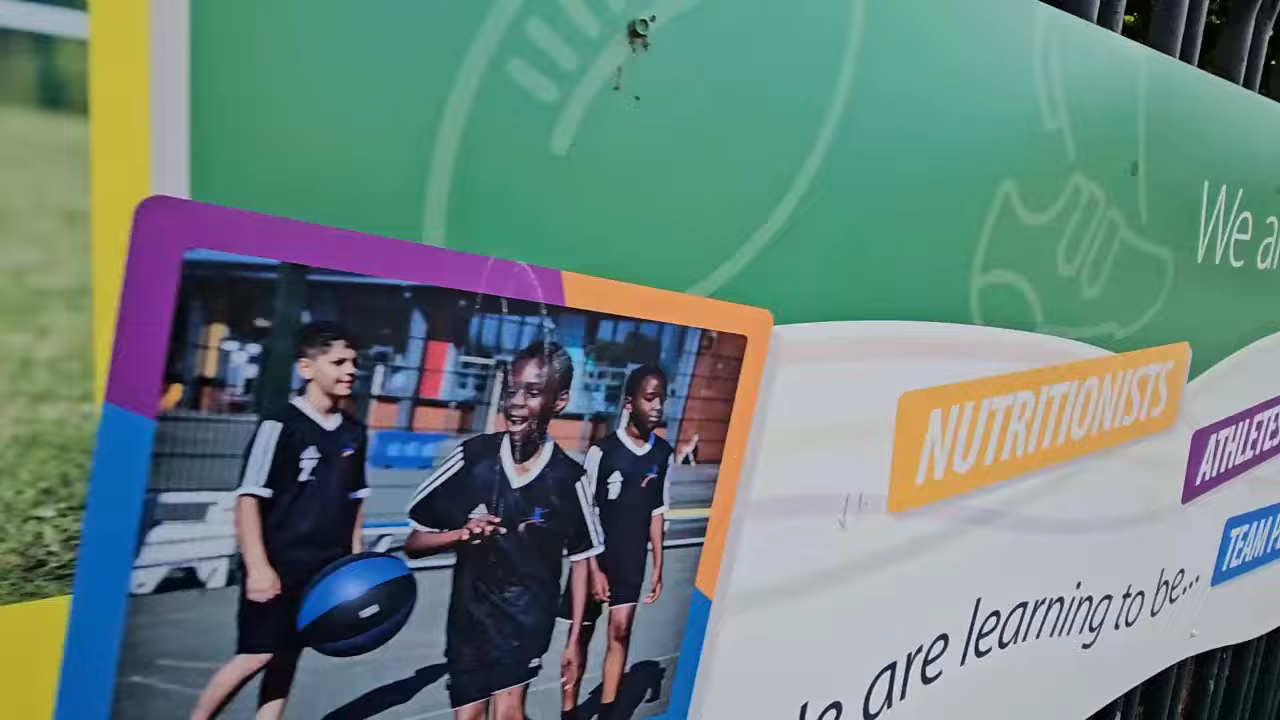 We
NUTRITIONISTS
ATHLETES
TEAM
are learning to be...